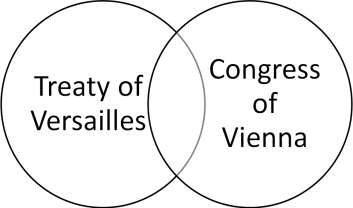 Treaty of
Versailles
Congress
of
Vienna